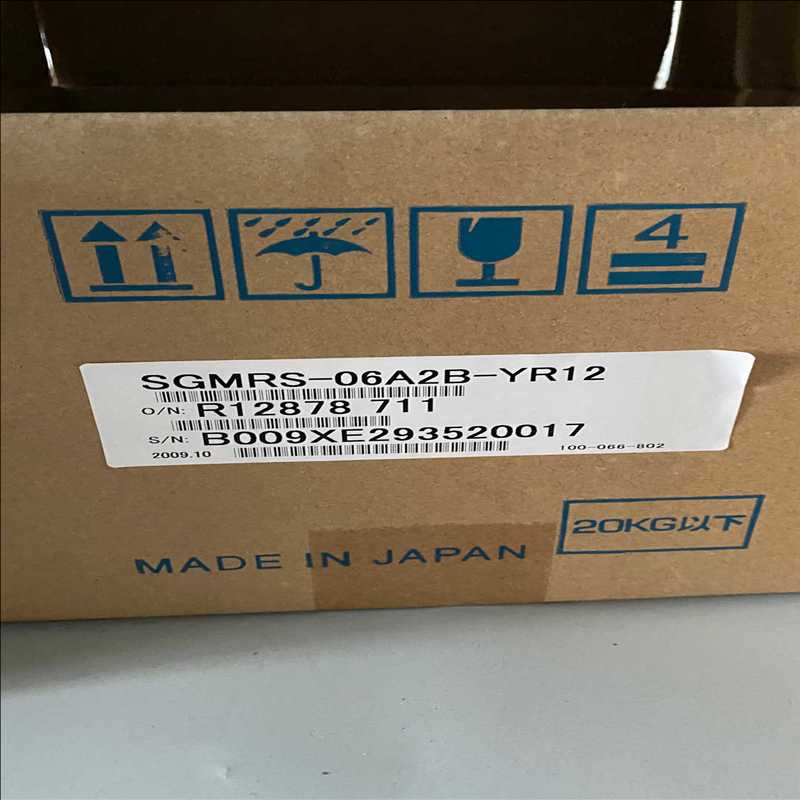 4
SGMRS-06A2B-YR12
O/N: R12878 711
S/N: B009XE293520017
2009.10
100-066-802
20KG以下
MADE IN JAPAN